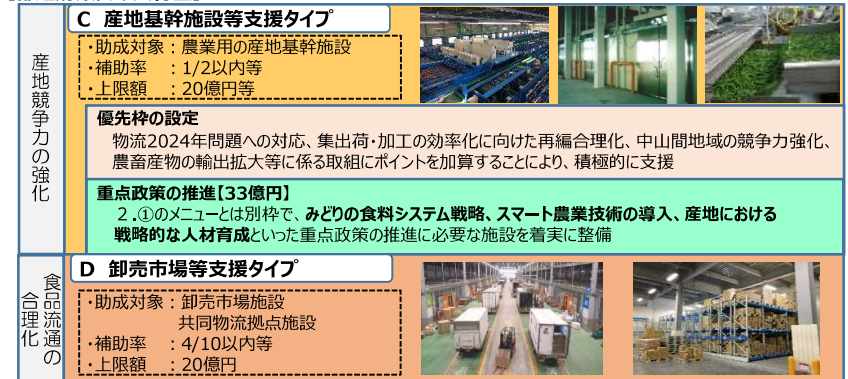 産地競争力の強化
C 産地基幹施設等支援タイプ
・助成対象：農業用の産地基幹施設
・補助率　：1/2以内等
・上限額　：20億円等
優先枠の設定
物流2024年問題への対応、集出荷・加工の効率化に向けた再編合理化、中山間地域の競争力強化、
農畜産物の輸出拡大等に係る取組にポイントを加算することにより、積極的に支援
重点政策の推進【33億円】
２.①のメニューとは別枠で、みどりの食料システム戦略、スマート農業技術の導入、産地における
戦略的な人材育成といった重点政策の推進に必要な施設を着実に整備
食品流通の
合理化
D 卸売市場等支援タイプ
・助成対象：卸売市場施設
共同物流拠点施設
・補助率　：4/10以内等
・上限額　：20億円